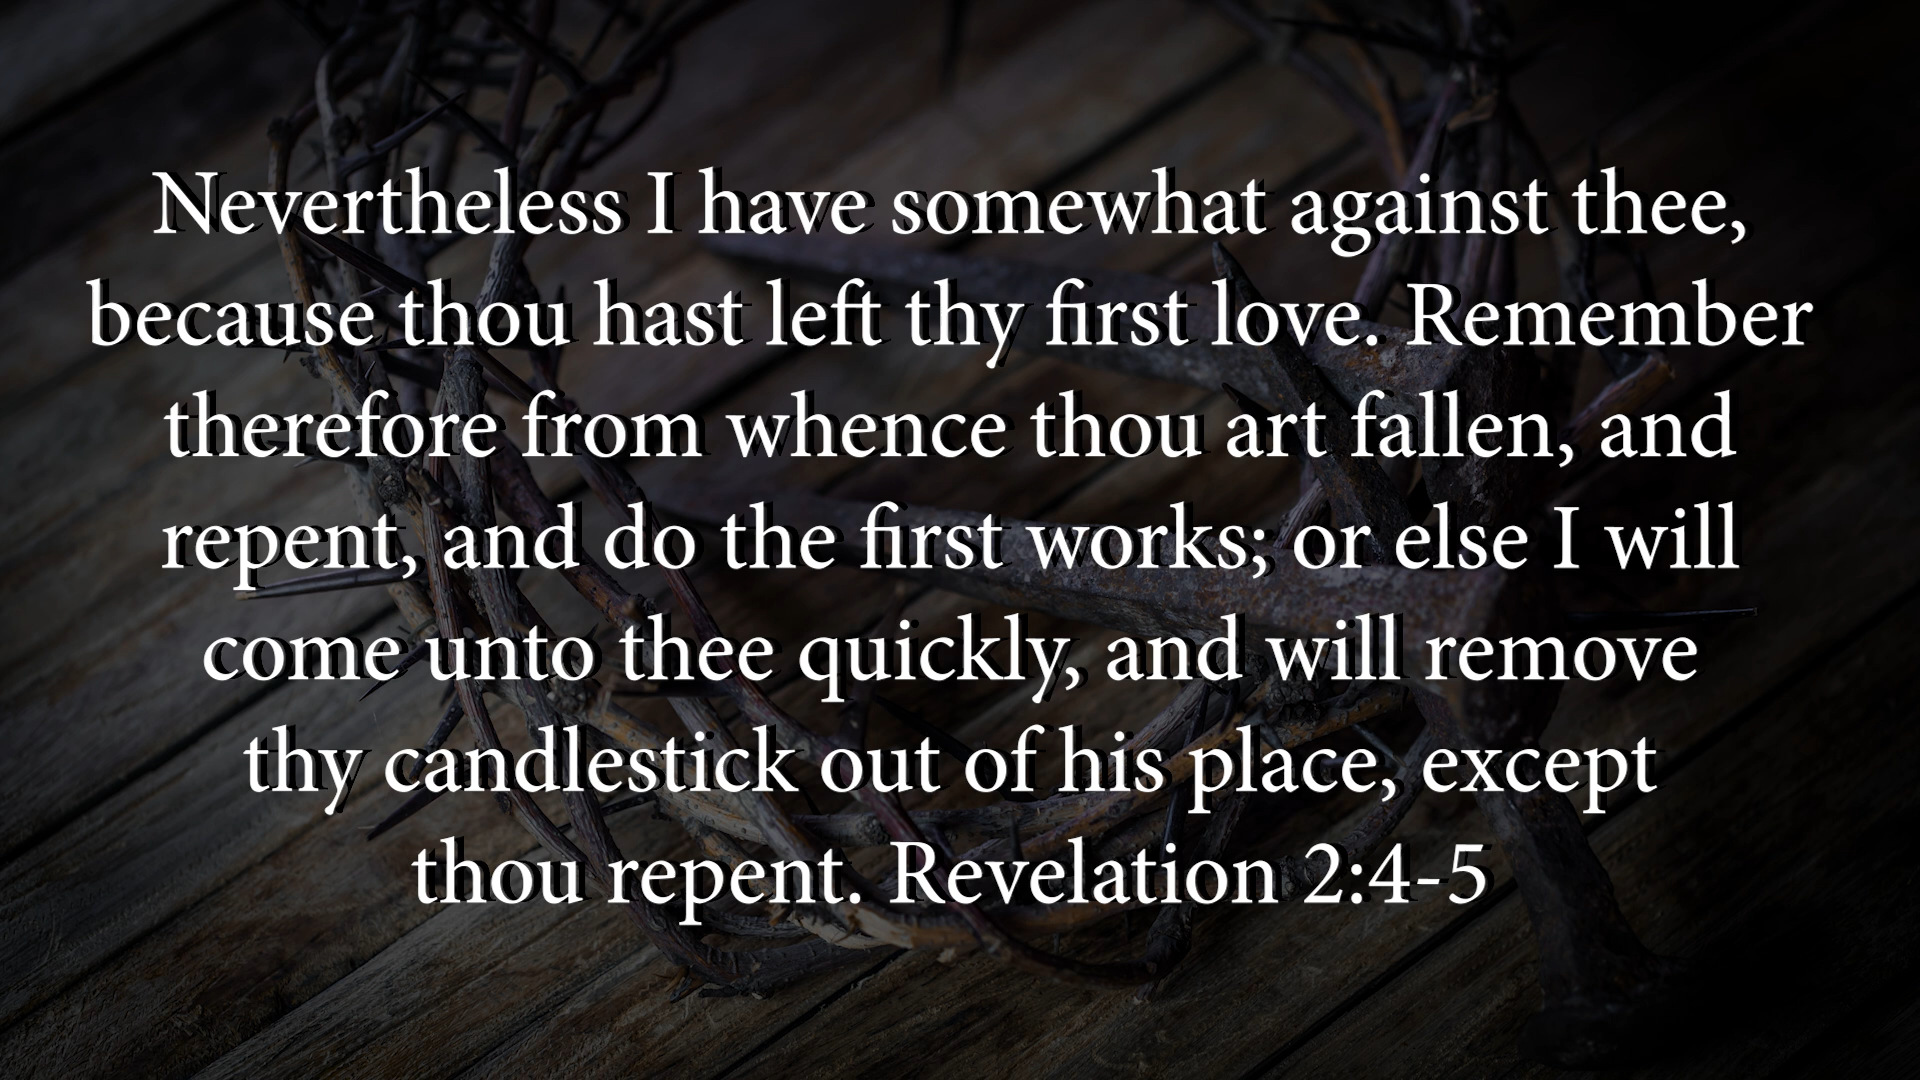 Nevertheless I have somewhat against thee,
because thou hast left thy first love. Remember
therefore from whence thou art fallen, and
repent, and do the first works; or else I will
come unto thee quickly, and will remove
thy candlestick out of his place, except
thou repent. Revelation 2:4-5